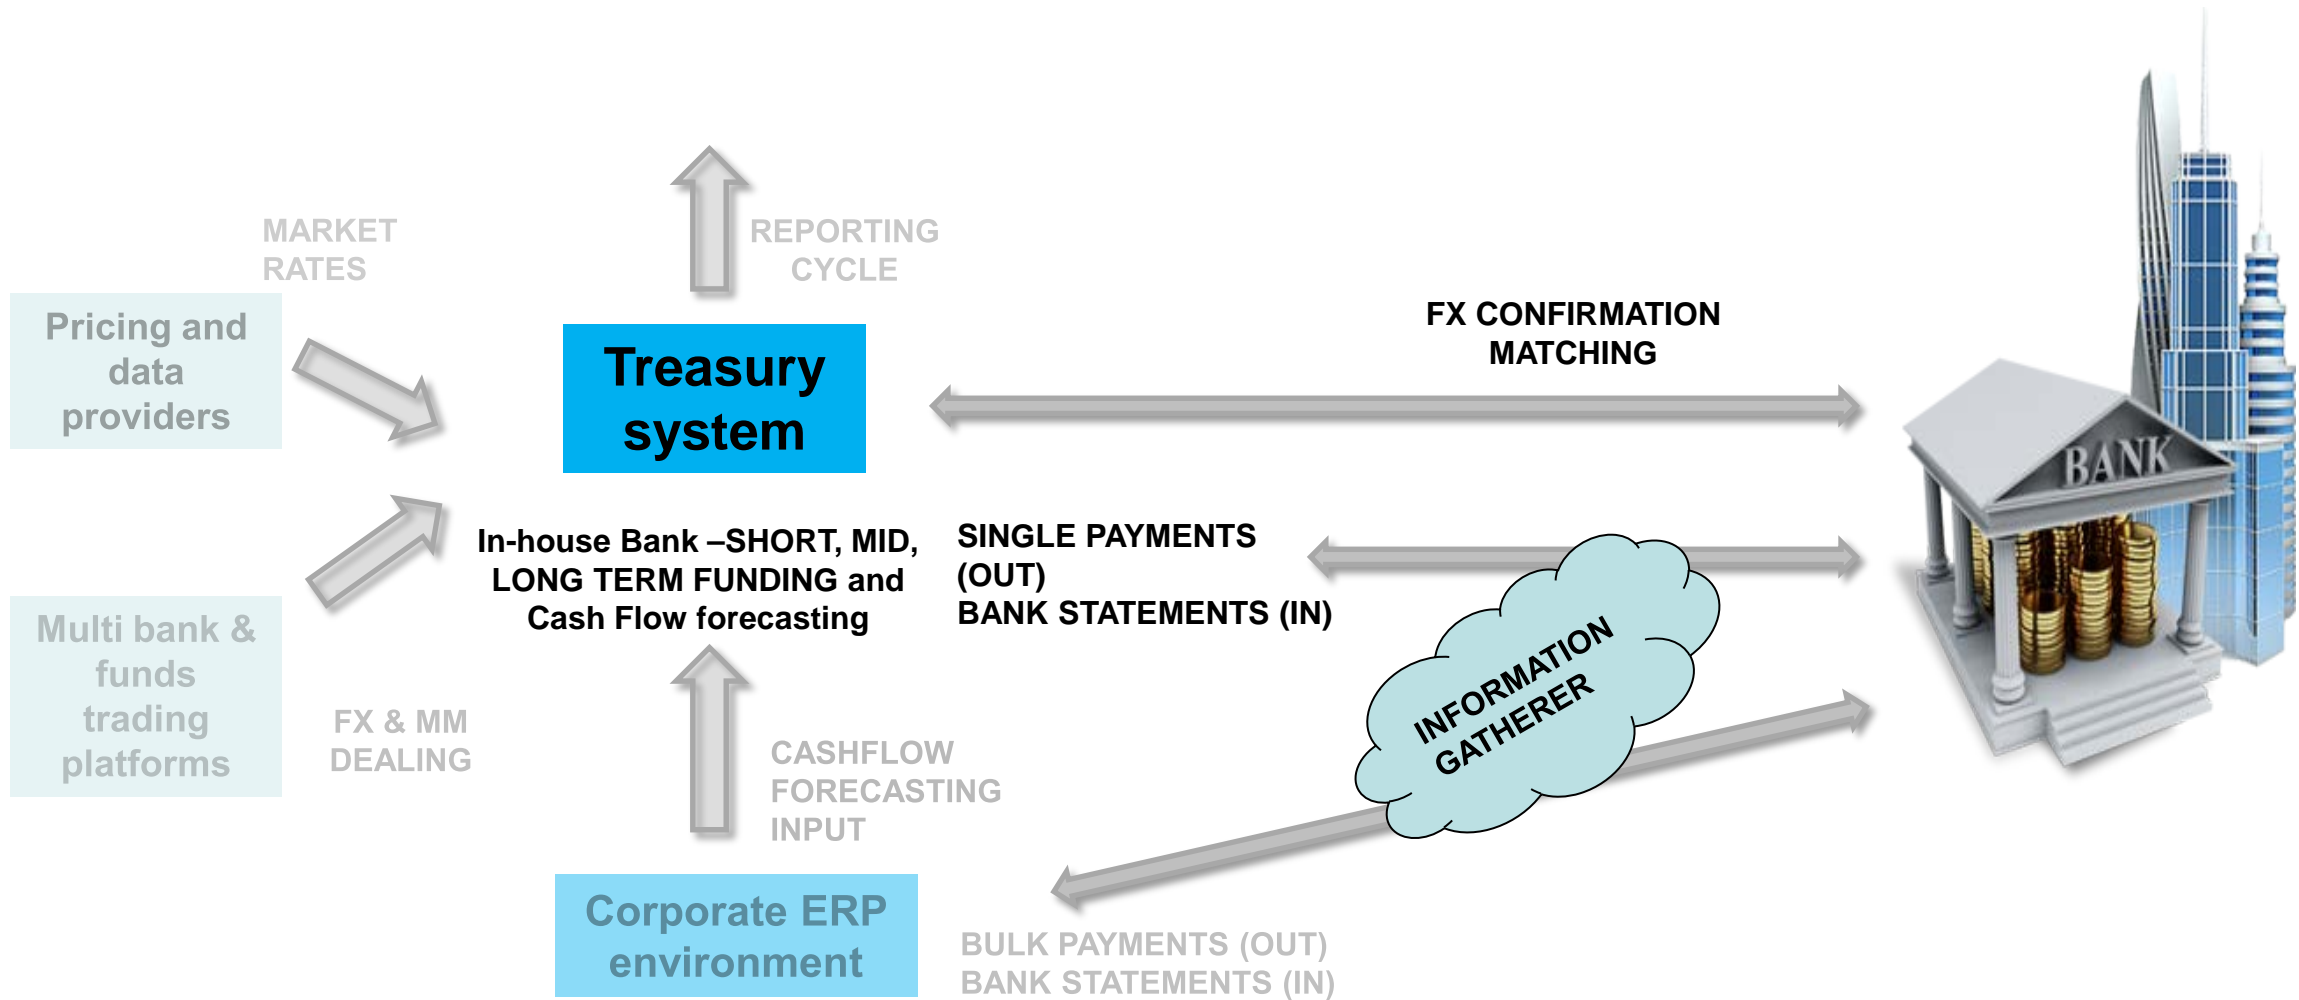 MARKET
RATES
REPORTING
CYCLE
Pricing and
data
providers
Treasury
system
FX CONFIRMATION
MATCHING
BANK
In-house Bank –SHORT, MID,
LONG TERM FUNDING and
Cash Flow forecasting
SINGLE PAYMENTS
(OUT)
BANK STATEMENTS (IN)
INFORMATION
GATHERER
Multi bank &
funds
trading
platforms
FX & MM
DEALING
CASHFLOW
FORECASTING
INPUT
Corporate ERP
environment
BULK PAYMENTS (OUT)
BANK STATEMENTS (IN)